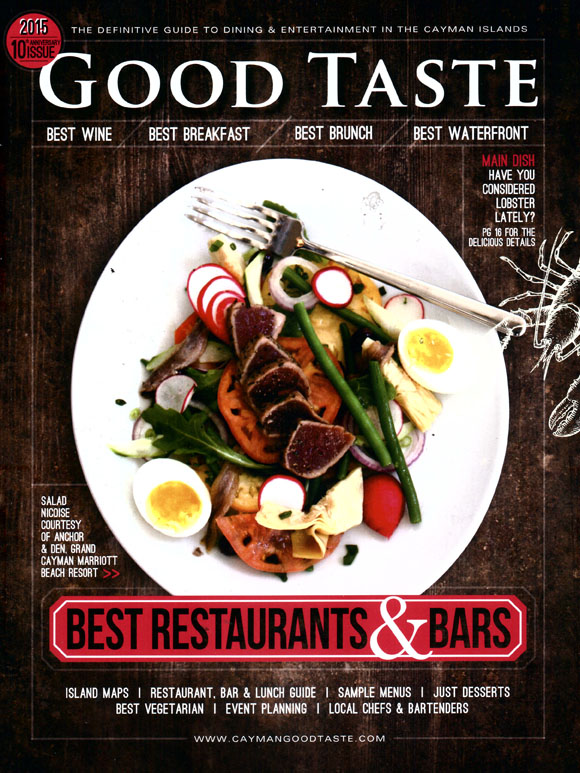 2015
10TH ANNIVERSARY
ISSUE
THE DEFINITIVE GUIDE TO DINING & ENTERTAINMENT IN THE CAYMAN ISLANDS
GOOD TASTE
BEST WINE / BEST BREAKFAST / BEST BRUNCH / BEST WATERFRONT
MAIN DISH
HAVE YOU
CONSIDERED
LOBSTER
LATELY?
PG 16 FOR THE
DELICIOUS DETAILS
SALAD
NICOISE
COURTESY
OF ANCHOR
& DEN, GRAND
CAYMAN MARRIOTT
BEACH RESORT >>
BEST RESTAURANTS & BARS
ISLAND MAPS | RESTAURANT, BAR & LUNCH GUIDE | SAMPLE MENUS | JUST DESSERTS
BEST VEGETARIAN | EVENT PLANNING | LOCAL CHEFS & BARTENDERS
WWW.CAYMANGOODTASTE.COM